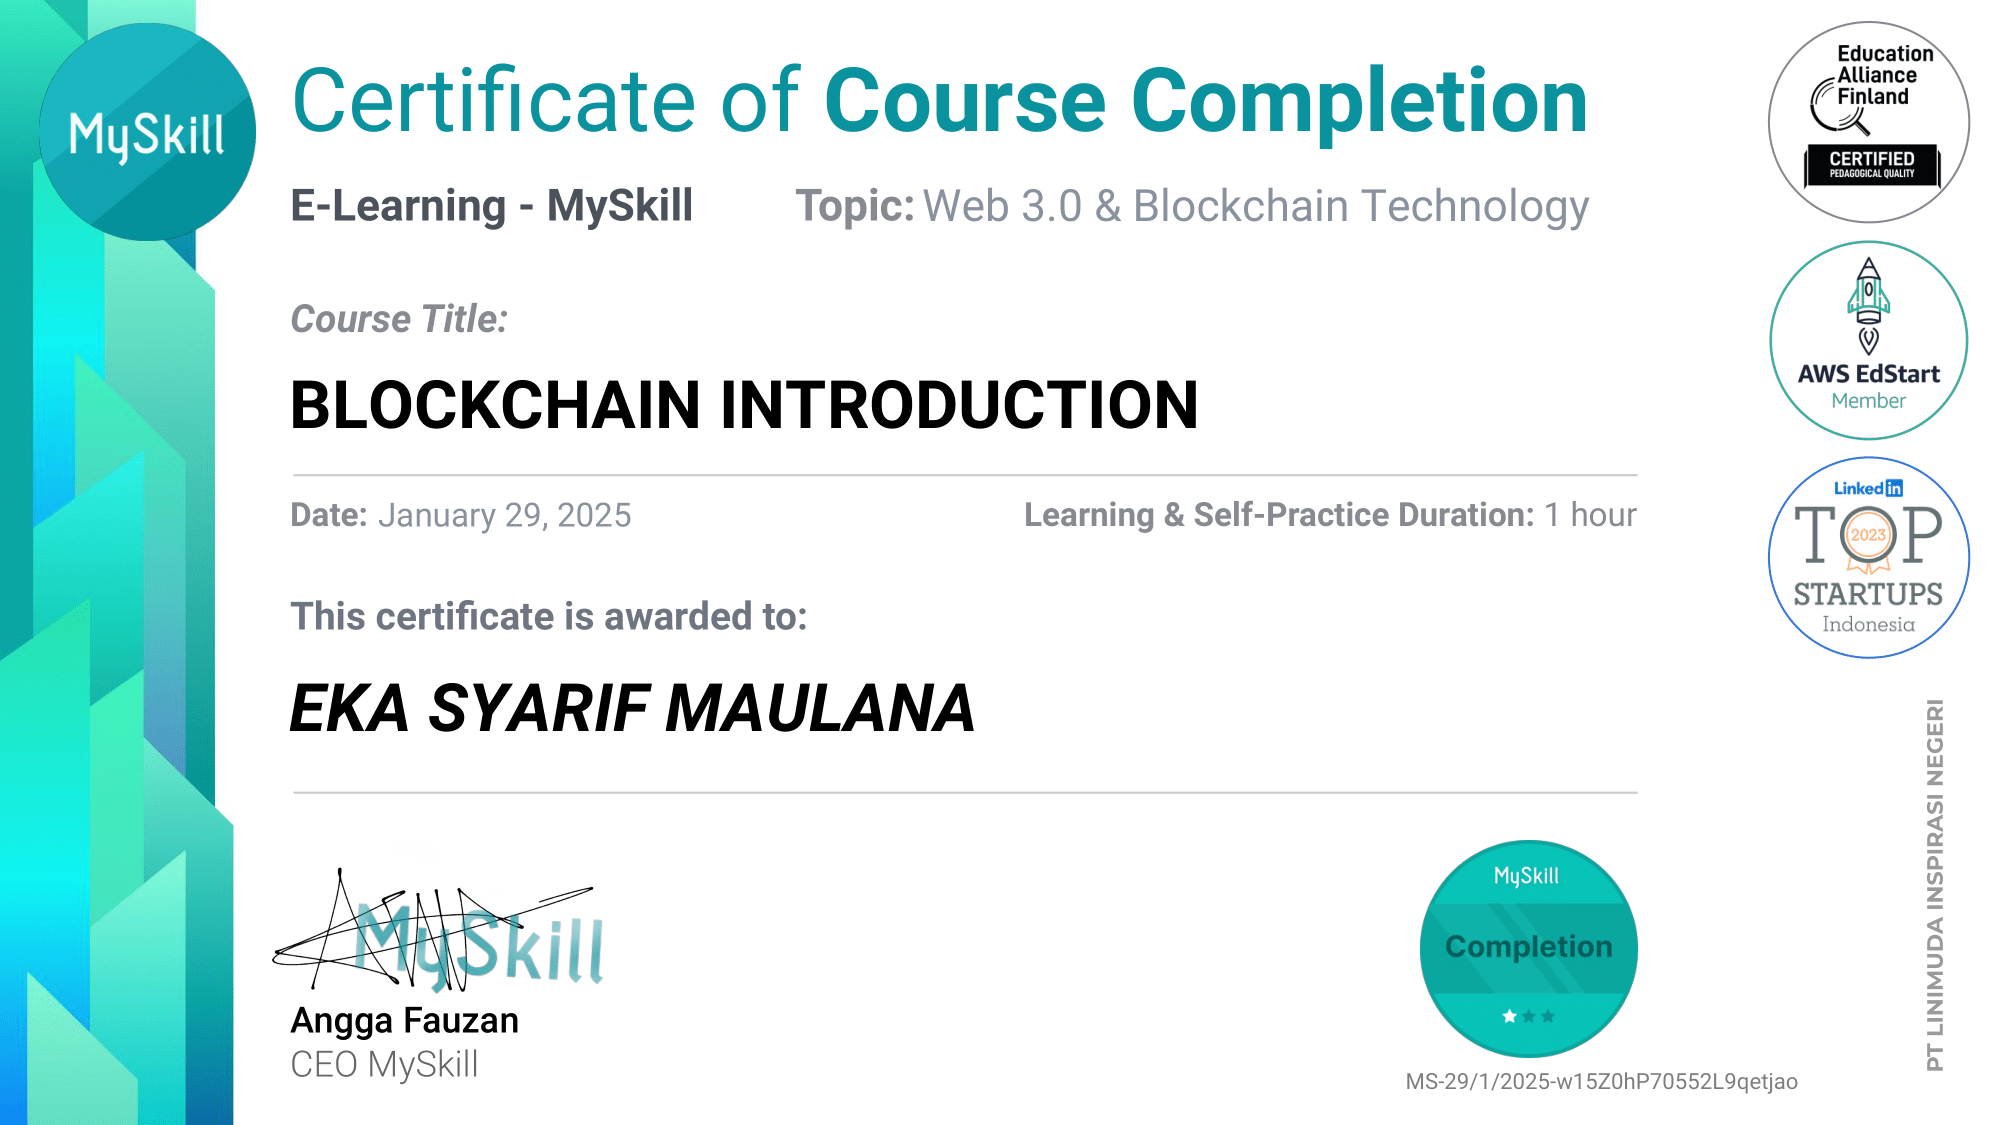 MySkill
Certificate of Course Completion
E-Learning - MySkill
Topic: Web 3.0 & Blockchain Technology
Course Title:
BLOCKCHAIN INTRODUCTION
Date: January 29, 2025
Learning & Self-Practice Duration: 1 hour
This certificate is awarded to:
EKA SYARIF MAULANA
MySkill
Angga Fauzan
CEO MySkill
MySkill
Completion
MS-29/1/2025-w15Z0hP70552L9qetjao
Education
Alliance
Finland
CERTIFIED
PEDAGOGICAL QUALITY
AWS EdStart
Member
Linked in
TOP
2023
STARTUPS
Indonesia
PT LINIMUDA INSPIRASI NEGERI